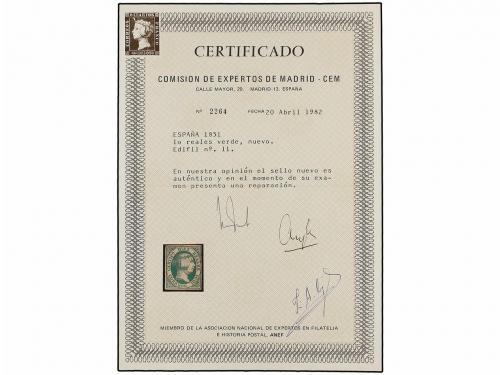 CERTIFICADO
COMISION DE EXPERTOS DE MADRID - CEM
CALLE MAYOR, 29. MADRID-13. ESPAÑA
Nº 2264 FECHA 20 Abril 1982
ESPAÑA 1851
10 reales verde, nuevo.
Edifil nº. 11.
En nuestra opinión el sello nuevo es
auténtico y en el momento de su exa-
men presenta una reparación.
MIEMBRO DE LA ASOCIACION NACIONAL DE EXPERTOS EN FILATELIA
E HISTORIA POSTAL, ANEF